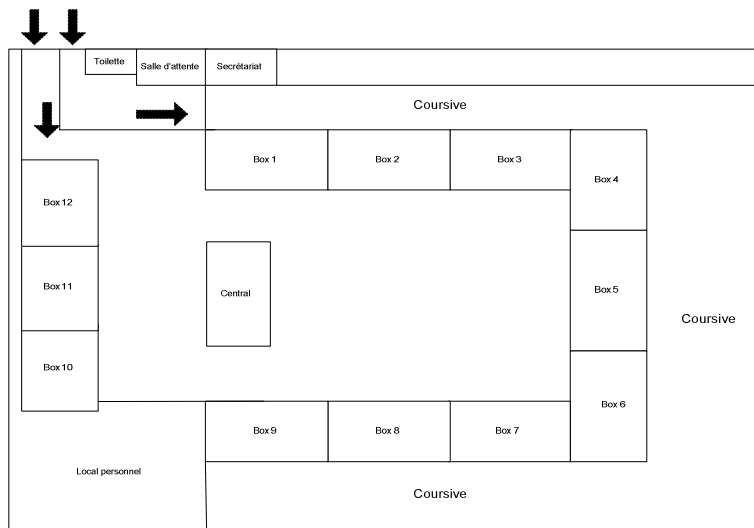 Toilette
Salle d'attente
Secrétariat
Coursive
Box 1
Box 2
Box 3
Box 4
Box 12
Box 11
Central
Box 5
Coursive
Box 10
Box 6
Box 9
Box 8
Box 7
Local personnel
Coursive